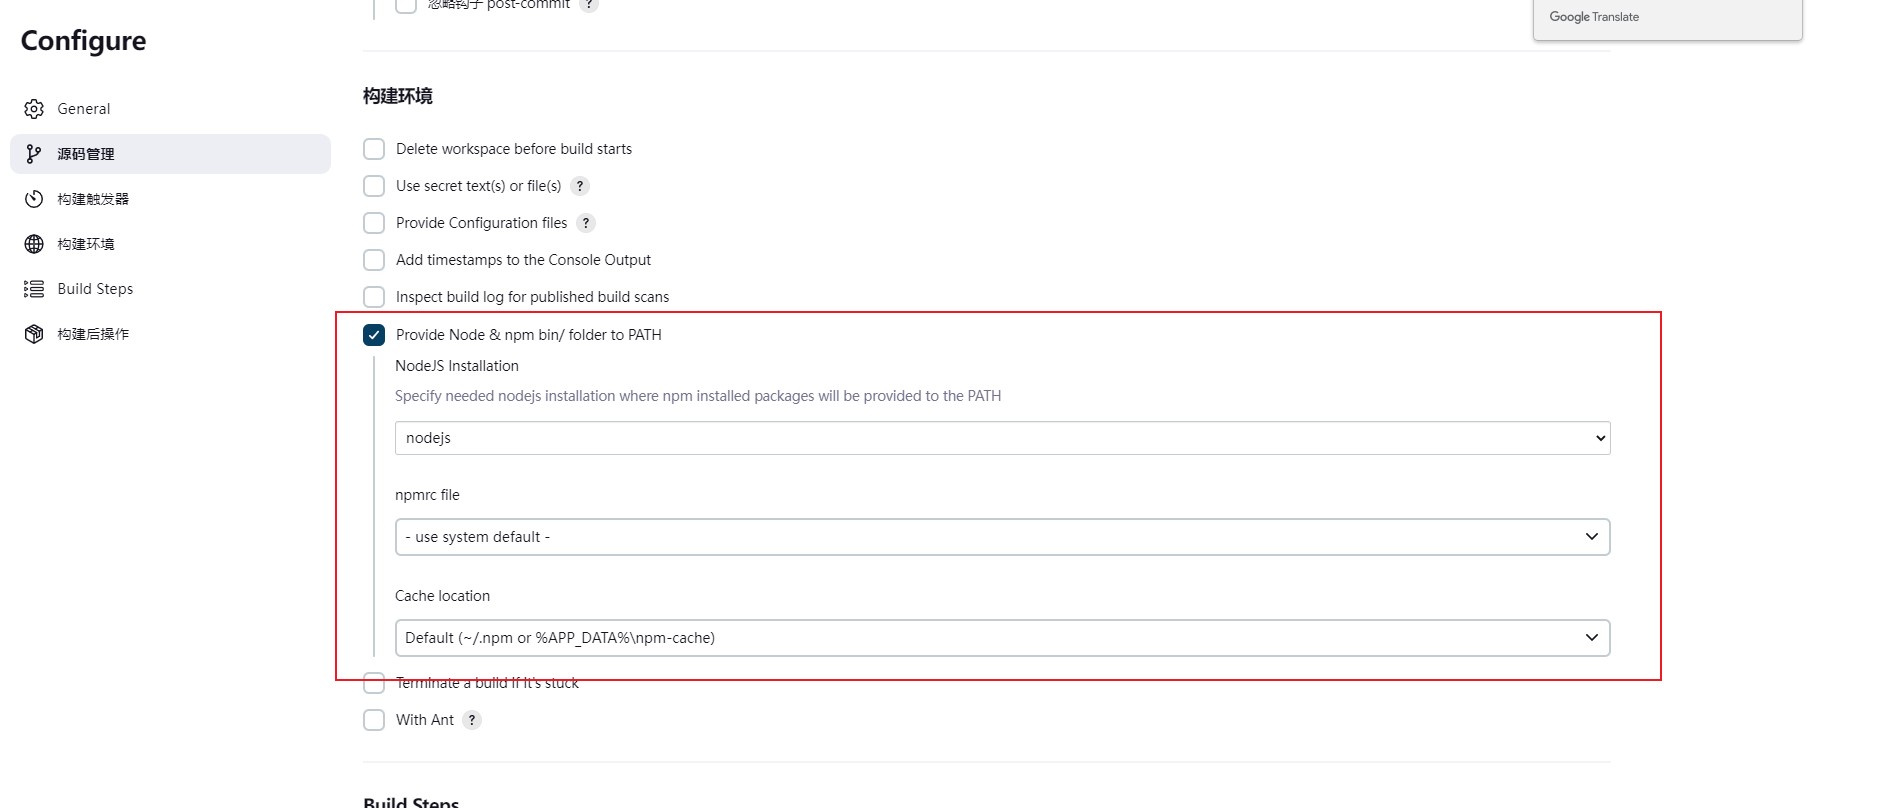 忽略钩子 post-commit ?
Google Translate
Configure
General
源码管理
构建触发器
构建环境
Build Steps
构建后操作
构建环境
Delete workspace before build starts
Use secret text(s) or file(s) ?
Provide Configuration files ?
Add timestamps to the Console Output
Inspect build log for published build scans
Provide Node & npm bin/ folder to PATH
NodeJS Installation
Specify needed nodejs installation where npm installed packages will be provided to the PATH
nodejs
npmrc file
- use system default -
Cache location
Default (~/.npm or %APP_DATA%\npm-cache)
Terminate a build if it's stuck
With Ant ?
Build Steps